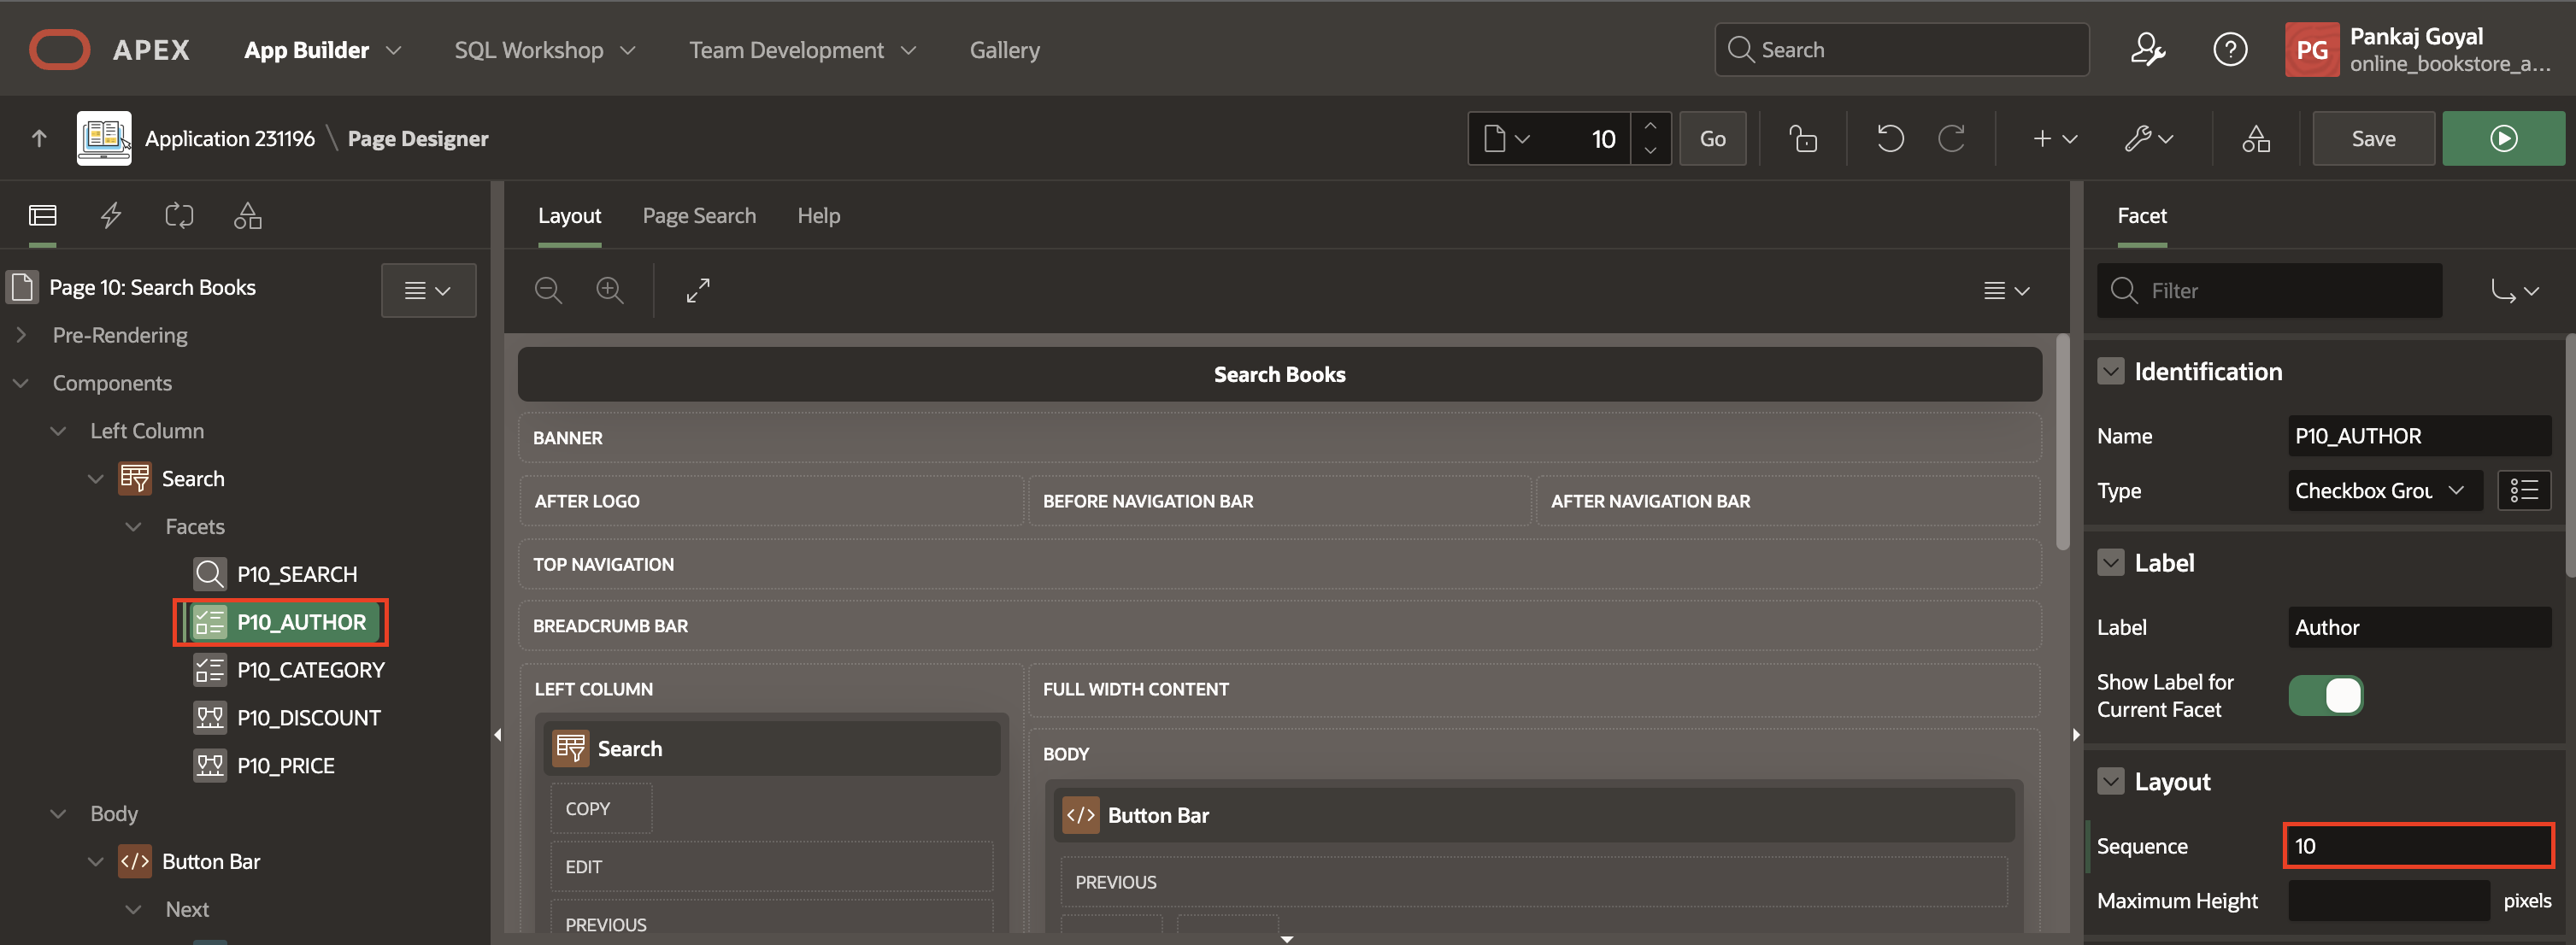 APEX App Builder SQL Workshop Team Development Gallery Search PG Pankaj Goyal
online_bookstore_a...
Application 231196 \ Page Designer 10 Go Save
Layout Page Search Help
Facet
Page 10: Search Books
Filter
Pre-Rendering
Components
Left Column
Search
Facets
P10_SEARCH
P10_AUTHOR
P10_CATEGORY
P10_DISCOUNT
P10_PRICE
Body
Button Bar
Next
Search Books
BANNER
AFTER LOGO BEFORE NAVIGATION BAR AFTER NAVIGATION BAR
TOP NAVIGATION
BREADCRUMB BAR
LEFT COLUMN
Search
COPY
EDIT
PREVIOUS
FULL WIDTH CONTENT
BODY
Button Bar
PREVIOUS
Identification
Name P10_AUTHOR
Type Checkbox Grou
Label
Label Author
Show Label for
Current Facet
Layout
Sequence 10
Maximum Height pixels